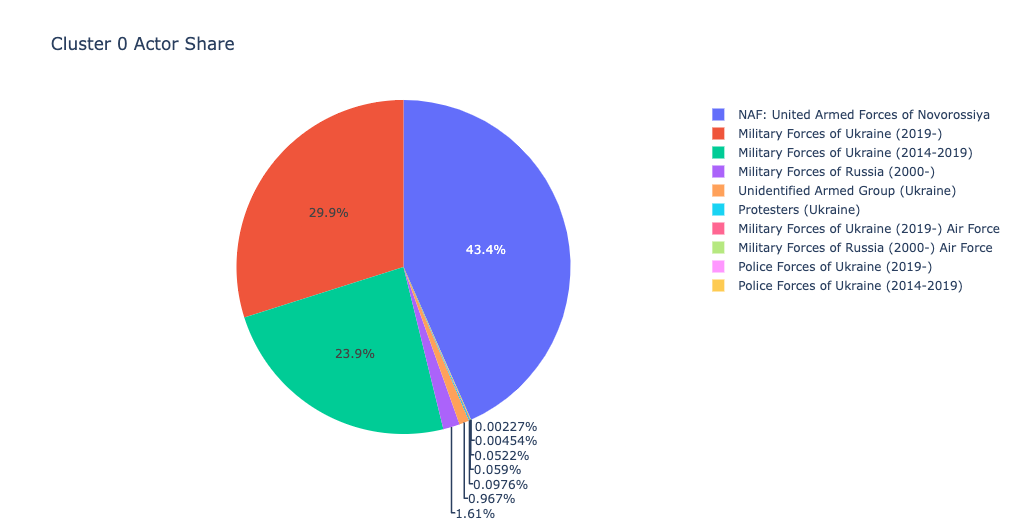 Cluster 0 Actor Share
NAF: United Armed Forces of Novorossiya
Military Forces of Ukraine (2019-)
Military Forces of Ukraine (2014-2019)
Military Forces of Russia (2000-)
Unidentified Armed Group (Ukraine)
Protesters (Ukraine)
Military Forces of Ukraine (2019-) Air Force
Military Forces of Russia (2000-) Air Force
Police Forces of Ukraine (2019-)
Police Forces of Ukraine (2014-2019)
29.9%
43.4%
23.9%
0.00227%
0.00454%
0.0522%
0.059%
0.0976%
0.967%
1.61%